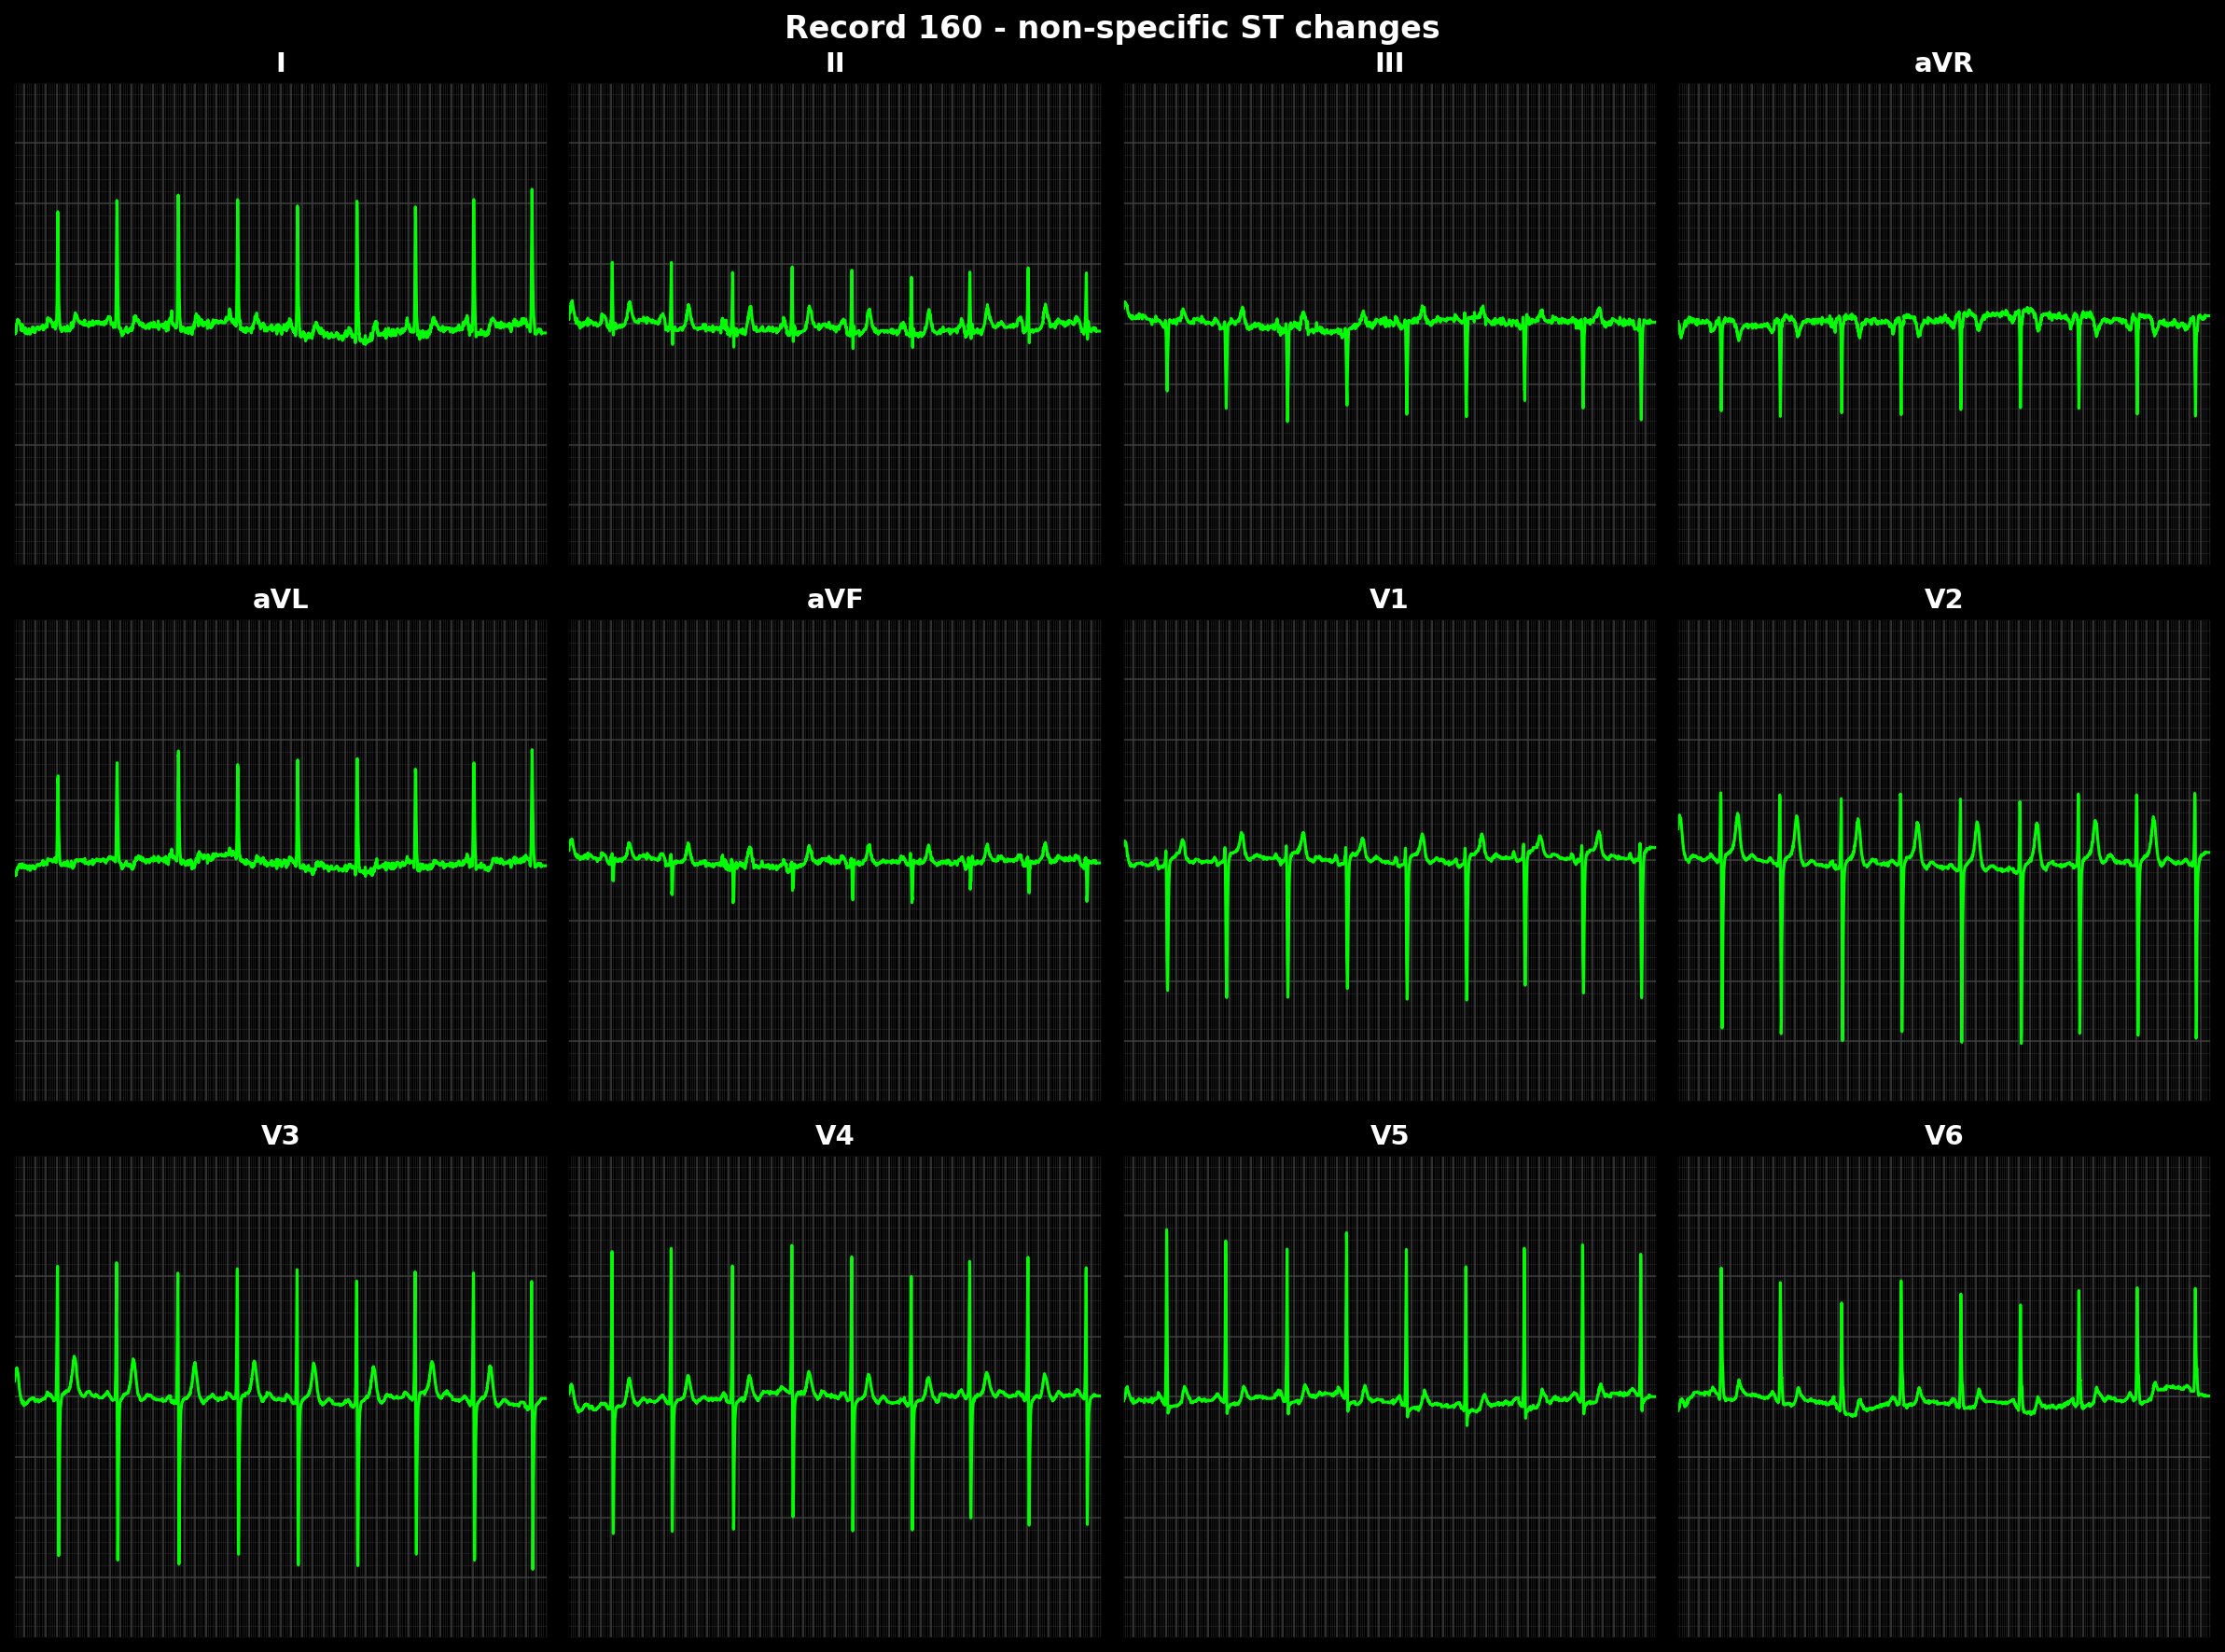 Record 160 - non-specific ST changes
I
II
III
aVR
aVL
aVF
V1
V2
V3
V4
V5
V6